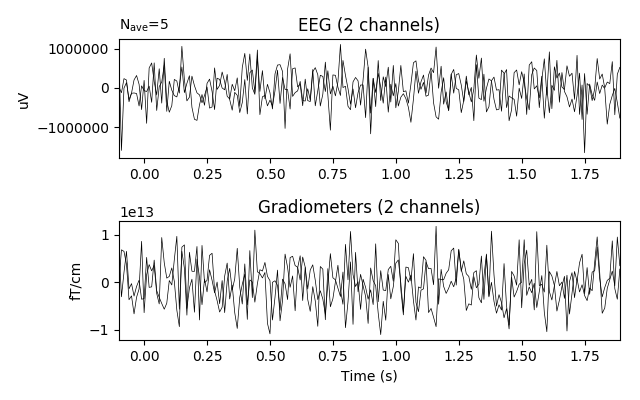 N_ave=5
EEG (2 channels)
1000000
0
−1000000
uV
0.00 0.25 0.50 0.75 1.00 1.25 1.50 1.75
1e13
Gradiometers (2 channels)
1
0
−1
fT/cm
0.00 0.25 0.50 0.75 1.00 1.25 1.50 1.75
Time (s)